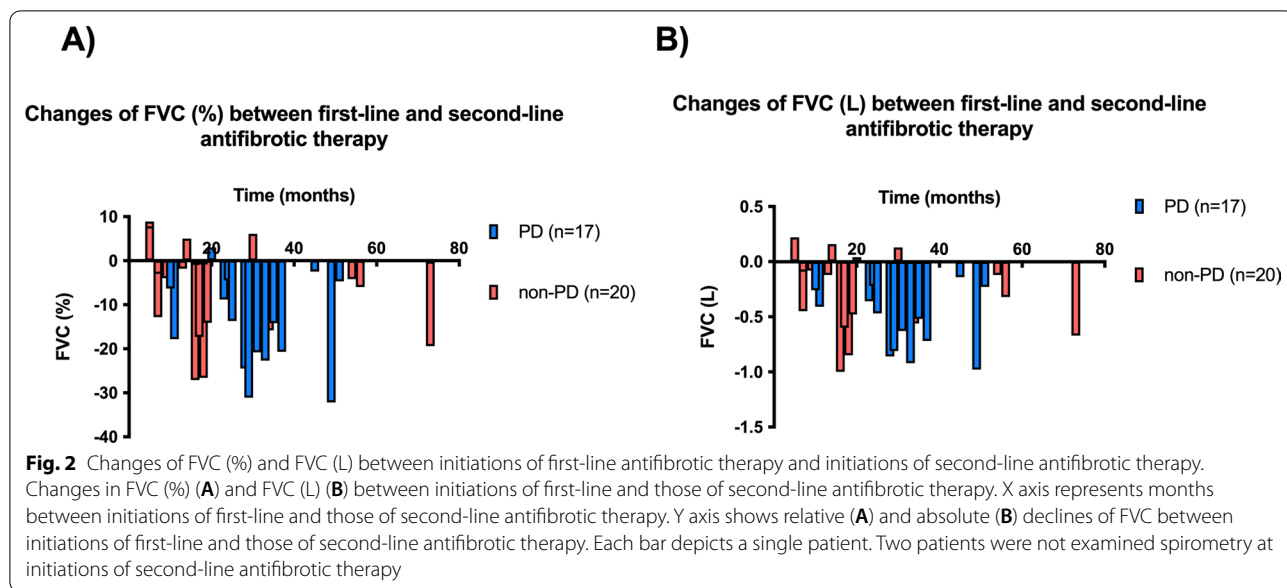 A)
Changes of FVC (%) between first-line and second-line
antifibrotic therapy
Time (months)
10
0
-10
-20
-30
-40
20
40
60
80
FVC (%)
PD (n=17)
non-PD (n=20)
B)
Changes of FVC (L) between first-line and second-line
antifibrotic therapy
Time (months)
0.5
0.0
-0.5
-1.0
-1.5
20
40
60
80
FVC (L)
PD (n=17)
non-PD (n=20)
Fig. 2 Changes of FVC (%) and FVC (L) between initiations of first-line antifibrotic therapy and initiations of second-line antifibrotic therapy.
Changes in FVC (%) (A) and FVC (L) (B) between initiations of first-line and those of second-line antifibrotic therapy. X axis represents months
between initiations of first-line and those of second-line antifibrotic therapy. Y axis shows relative (A) and absolute (B) declines of FVC between
initiations of first-line and those of second-line antifibrotic therapy. Each bar depicts a single patient. Two patients were not examined spirometry at
initiations of second-line antifibrotic therapy